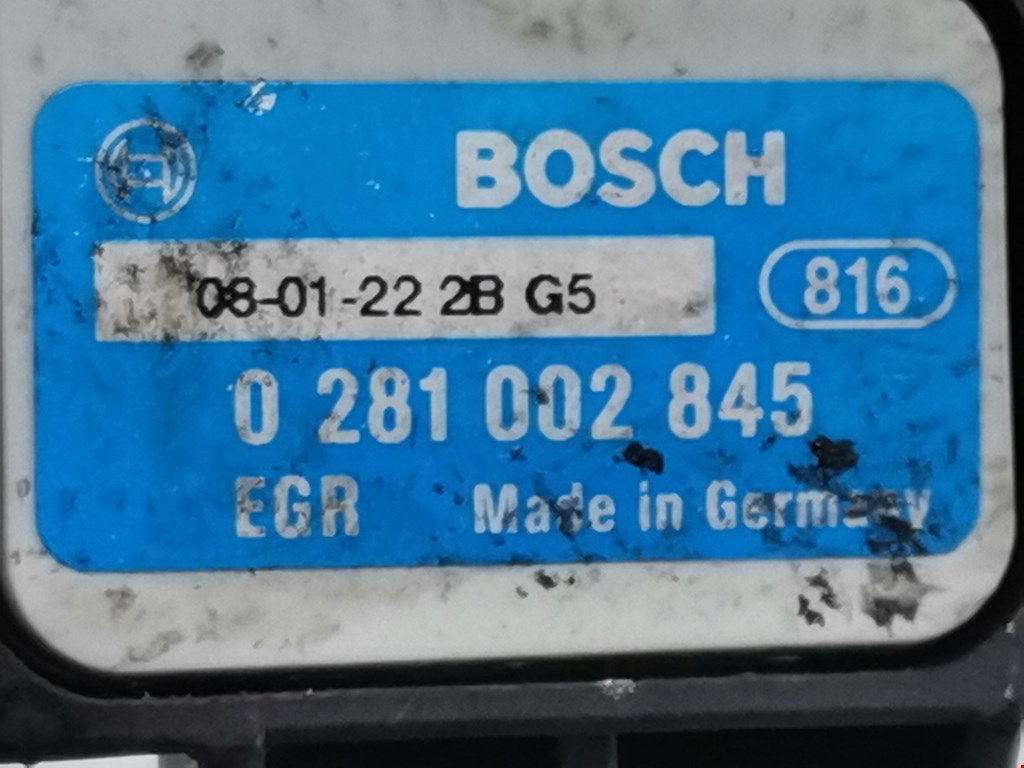 BOSCH
08-01-22 2B G5
816
0 281 002 845
EGR Made in Germany